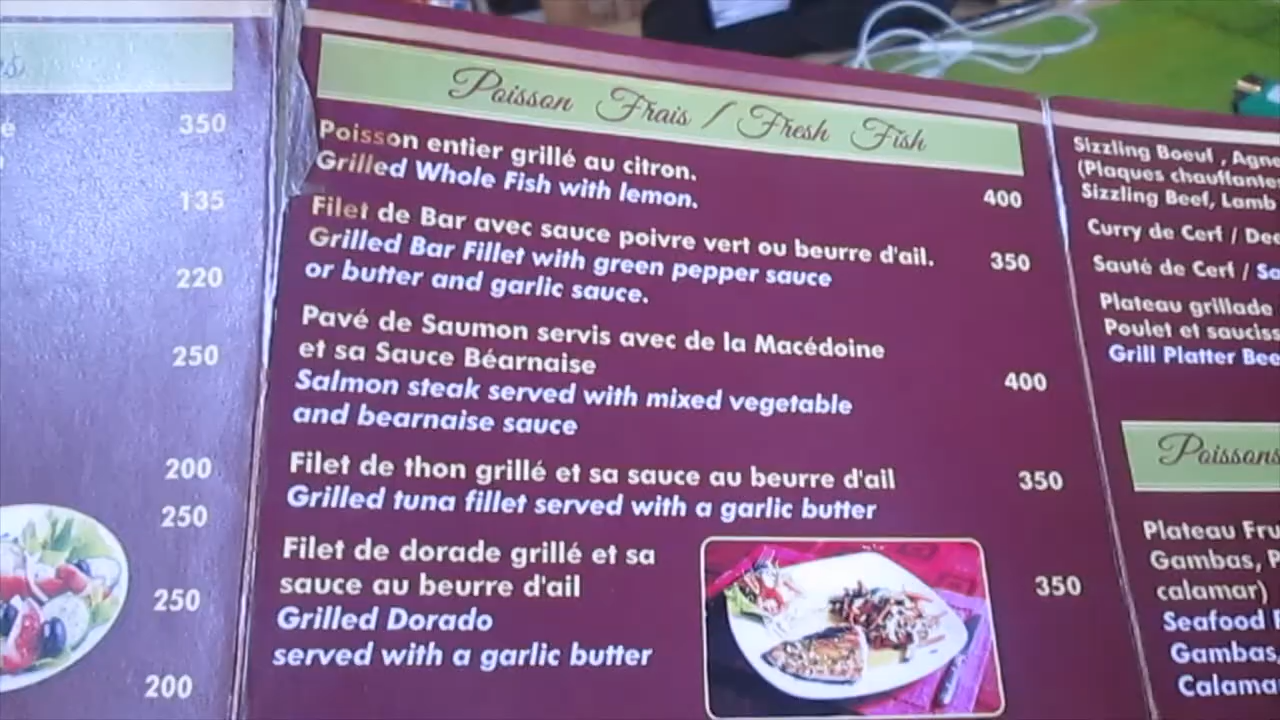 350
135
220
250
200
250
250
200
Poisson Frais / Fresh Fish
Poisson entier grillé au citron.
Grilled Whole Fish with lemon. 400
Filet de Bar avec sauce poivre vert ou beurre d'ail.
Grilled Bar Fillet with green pepper sauce 350
or butter and garlic sauce.
Pavé de Saumon servis avec de la Macédoine
et sa Sauce Béarnaise
Salmon steak served with mixed vegetable 400
and bearnaise sauce
Filet de thon grillé et sa sauce au beurre d'ail 350
Grilled tuna fillet served with a garlic butter
Filet de dorade grillé et sa
sauce au beurre d'ail 350
Grilled Dorado
served with a garlic butter
Sizzling Boeuf , Agne
(Plaques chauffante
Sizzling Beef, Lamb
Curry de Cerf / Dee
Sauté de Cerf / Sa
Plateau grillade
Poulet et sauciss
Grill Platter Bee
Poissons
Plateau Fru
Gambas, P
calamar)
Seafood
Gambas,
Calama